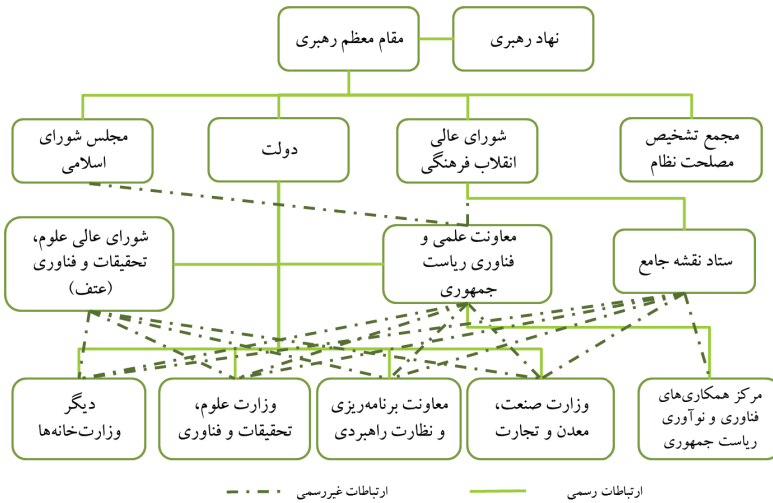 نهاد رهبری
مقام معظم رهبری
مجمع تشخیص
مصلحت نظام
شورای عالی
انقلاب فرهنگی
دولت
مجلس شورای
اسلامی
ستاد نقشه جامع
معاونت علمی و
فناوری ریاست
جمهوری
شورای عالی علوم،
تحقیقات و فناوری
(عتف)
مرکز همکاری‌های
فناوری و نوآوری
ریاست جمهوری
وزارت صنعت،
معدن و تجارت
معاونت برنامه‌ریزی
و نظارت راهبردی
وزارت علوم،
تحقیقات و فناوری
دیگر
وزارت‌خانه‌ها
ارتباطات رسمی
ارتباطات غیررسمی